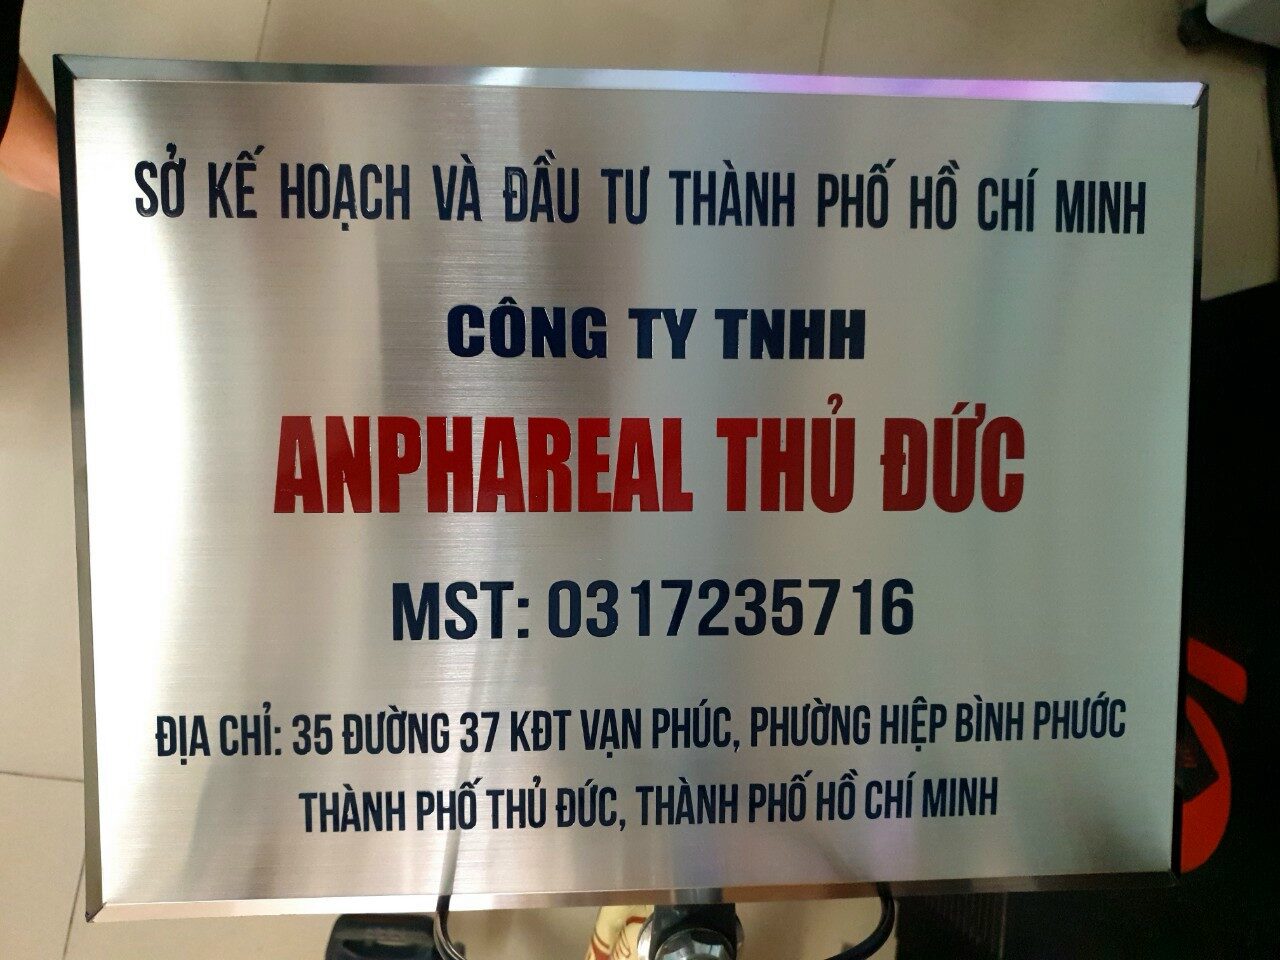 SỞ KẾ HOẠCH VÀ ĐẦU TƯ THÀNH PHỐ HỒ CHÍ MINH
CÔNG TY TNHH
ANPHAREAL THỦ ĐỨC
MST: 0317235716
ĐỊA CHỈ: 35 ĐƯỜNG 37 KĐT VẠN PHÚC, PHƯỜNG HIỆP BÌNH PHƯỚC
THÀNH PHỐ THỦ ĐỨC, THÀNH PHỐ HỒ CHÍ MINH